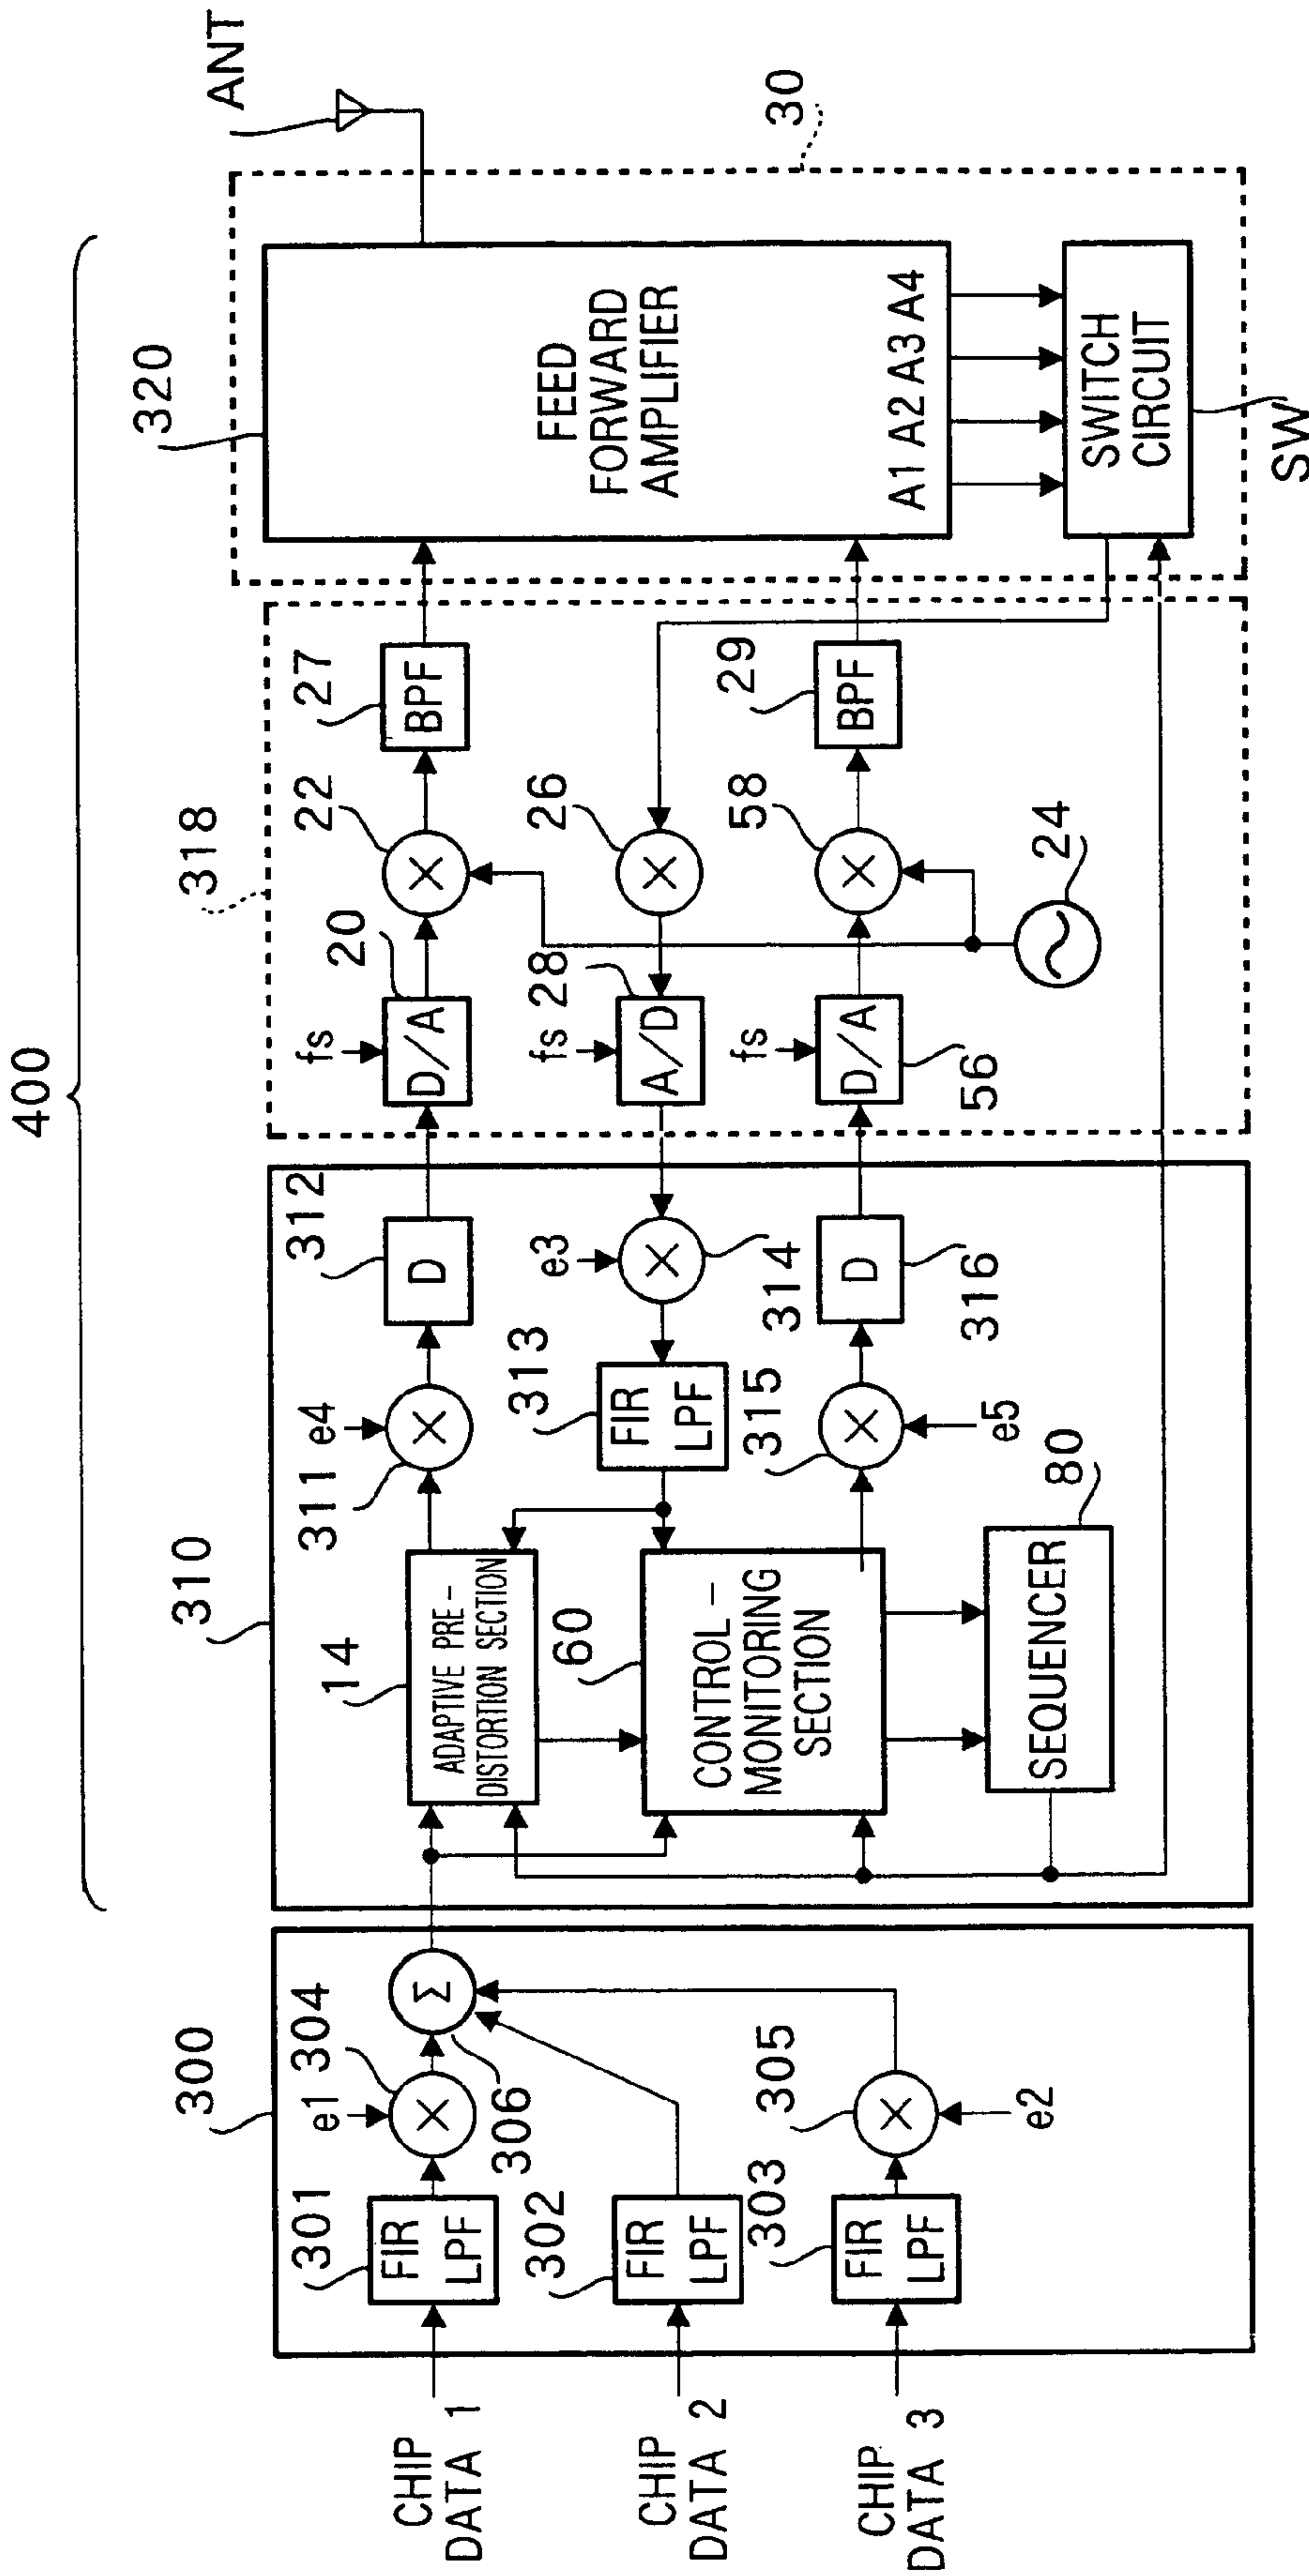 400
300
310
318
320
ANT
30
CHIP
DATA 1
301
FIR
LPF
e1
304
Σ
306
14
ADAPTIVE PRE-
DISTORTION SECTION
311
e4
312
D
fs
20
D/A
22
27
BPF
FEED
FORWARD
AMPLIFIER
CHIP
DATA 2
302
FIR
LPF
60
CONTROL-
MONITORING
SECTION
313
FIR
LPF
e3
314
fs
28
A/D
26
CHIP
DATA 3
303
FIR
LPF
305
e2
315
e5
D
316
fs
D/A
56
58
29
BPF
A1 A2 A3 A4
80
SEQUENCER
24
SWITCH
CIRCUIT
SW